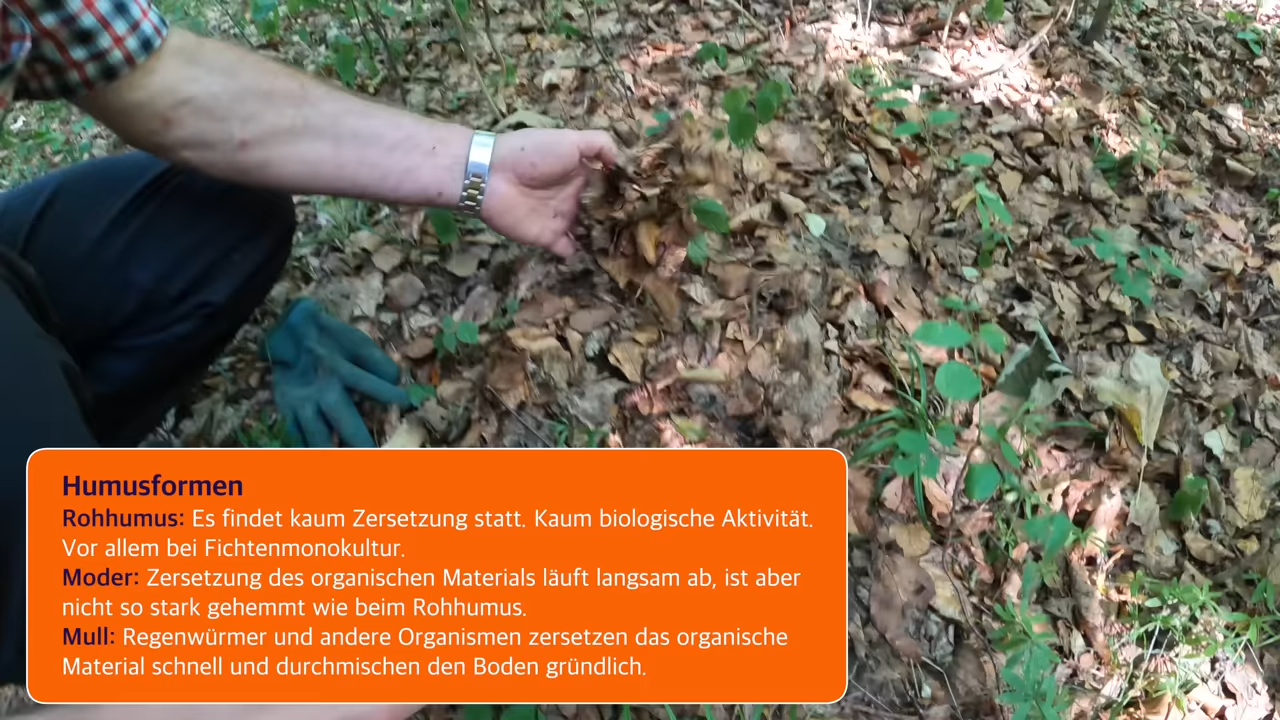 Humusformen
Rohhumus: Es findet kaum Zersetzung statt. Kaum biologische Aktivität.
Vor allem bei Fichtenmonokultur.
Moder: Zersetzung des organischen Materials läuft langsam ab, ist aber
nicht so stark gehemmt wie beim Rohhumus.
Mull: Regenwürmer und andere Organismen zersetzen das organische
Material schnell und durchmischen den Boden gründlich.